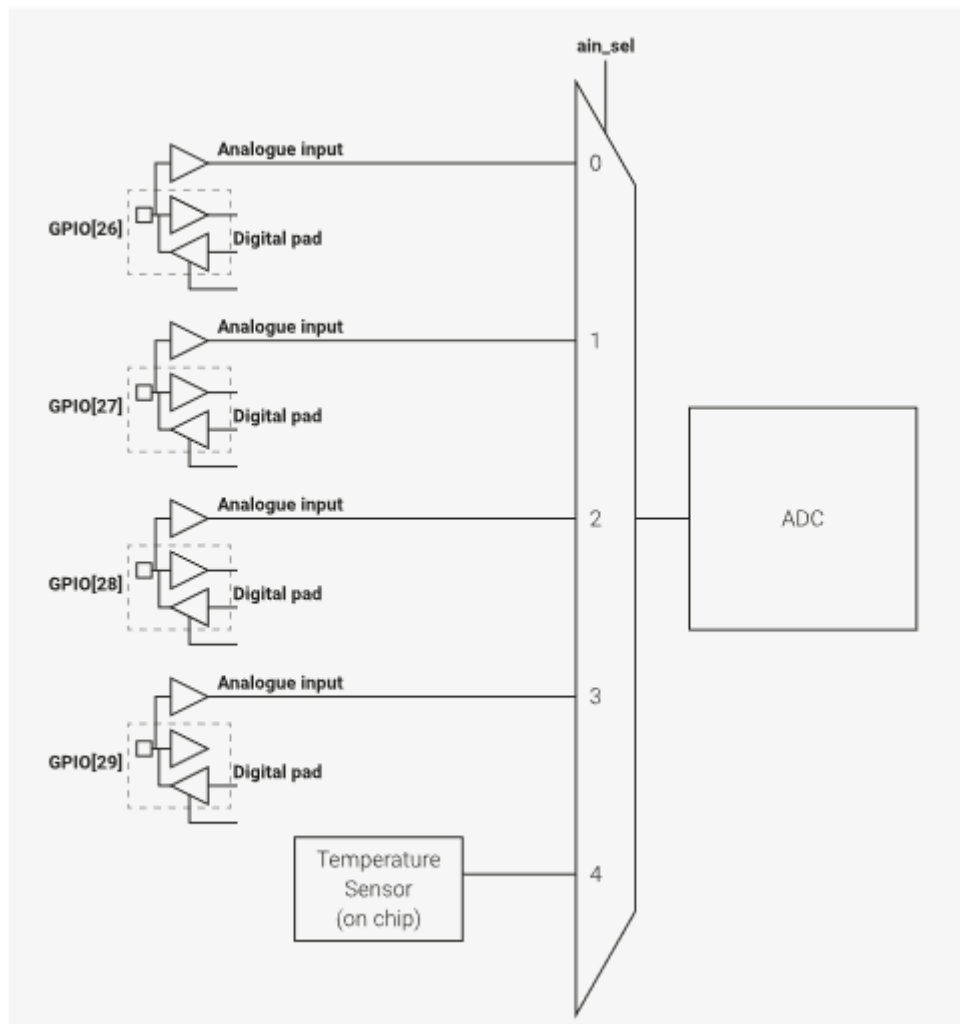 ain_sel
Analogue input
0
GPIO[26]
Digital pad
Analogue input
1
GPIO[27]
Digital pad
Analogue input
2
ADC
GPIO[28]
Digital pad
Analogue input
3
GPIO[29]
Digital pad
Temperature
Sensor
(on chip)
4